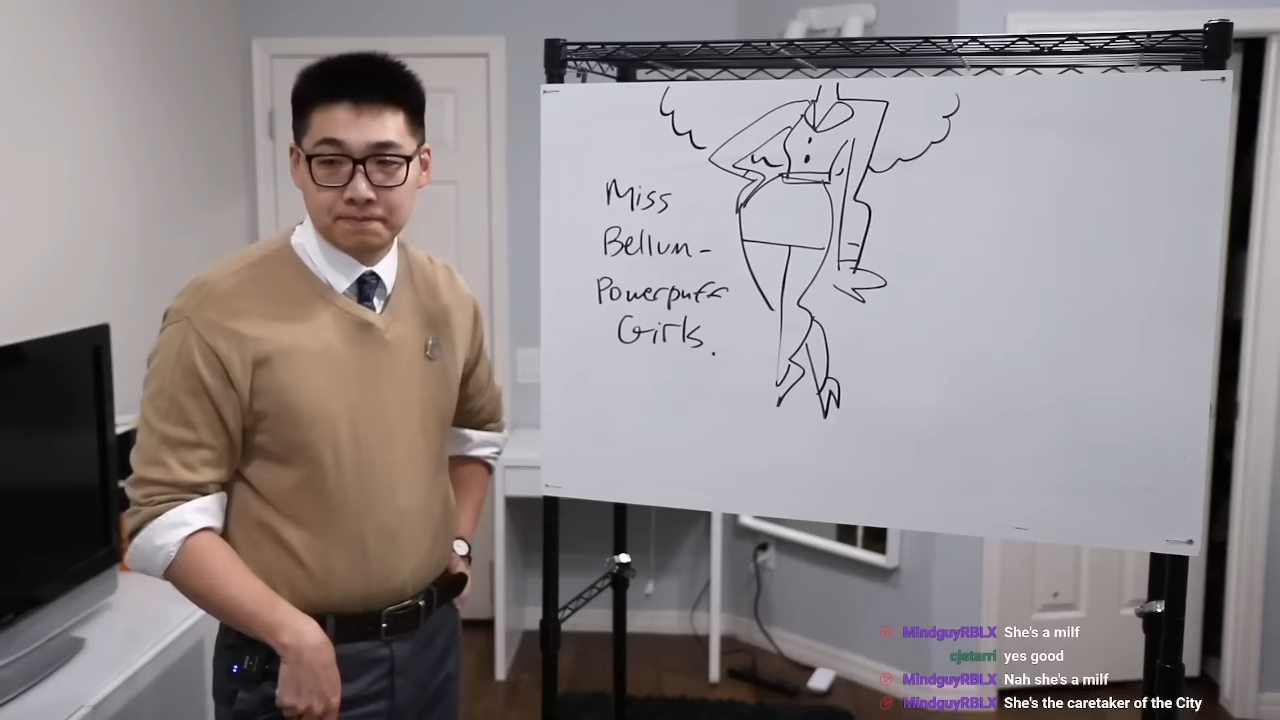 Miss
Bellum-
Powerpuff
Girls.
MindguyRBLX She's a milf
cjstarri yes good
MindguyRBLX Nah she's a milf
MindguyRBLX She's the caretaker of the City